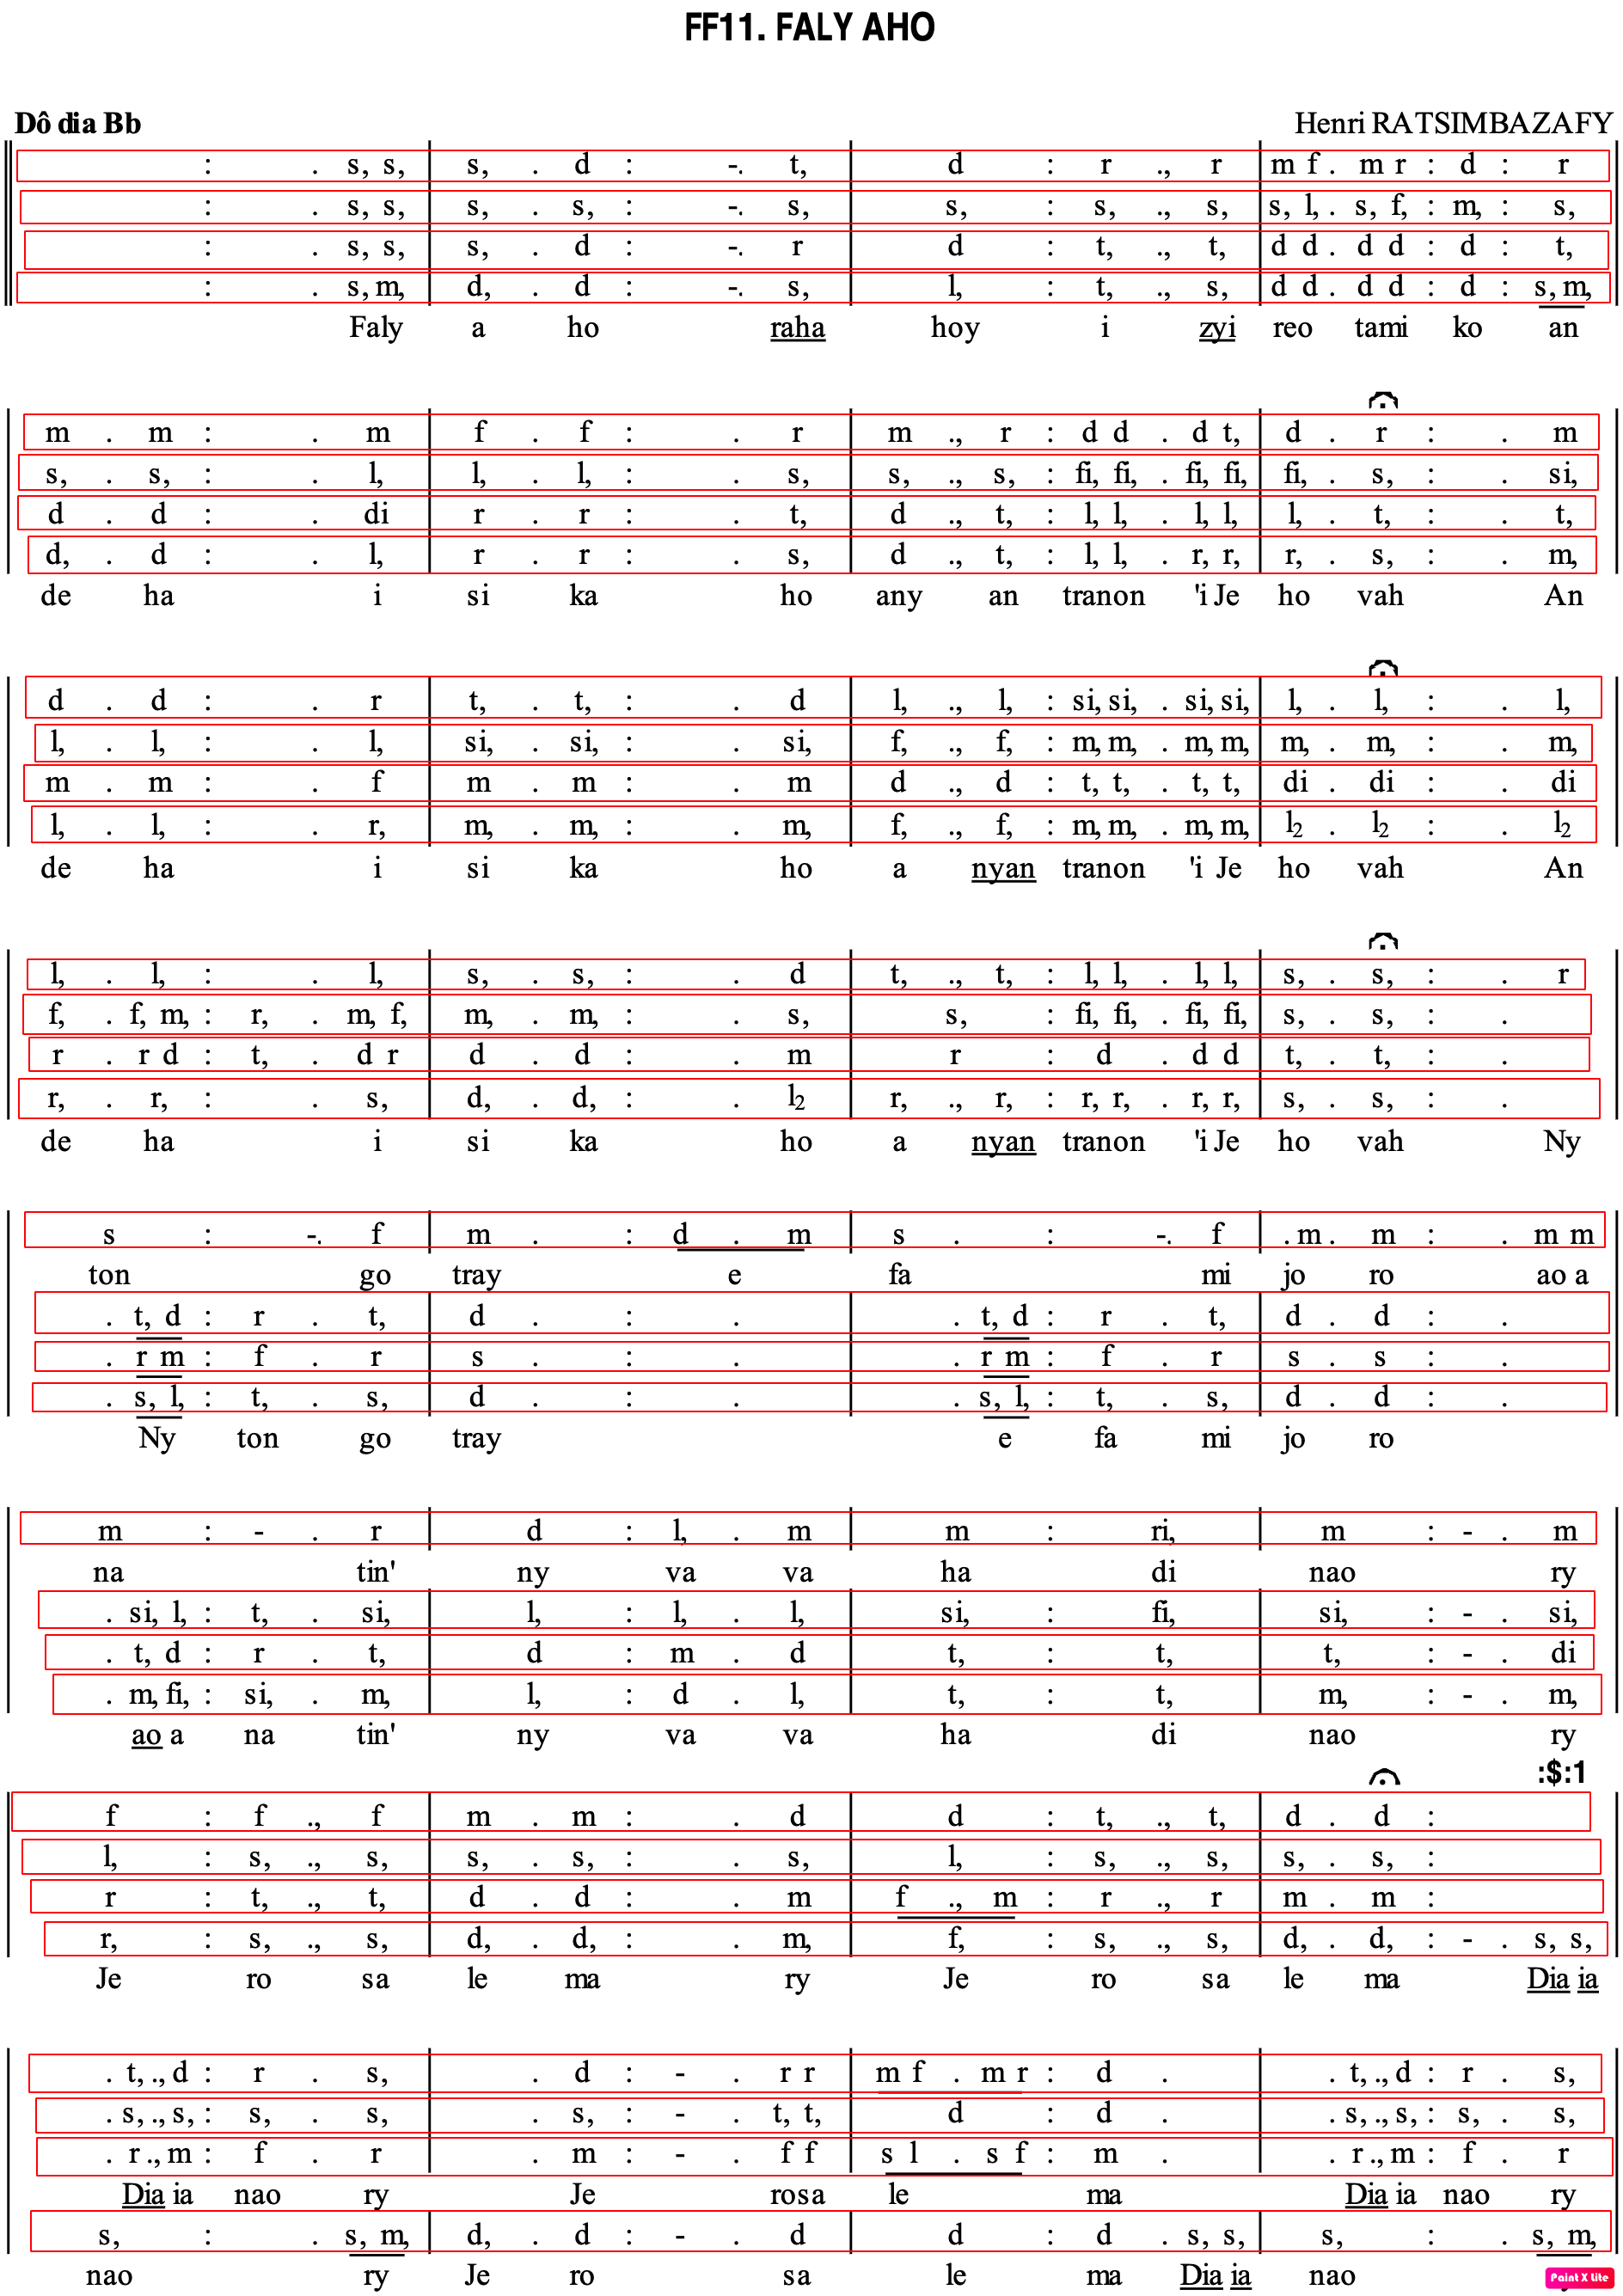 FF11. FALY AHO
Dô dia Bb Henri RATSIMBAZAFY
: . s, s, | s, . d : -. t, | d : r ., r | m f . m r : d : r
: . s, s, | s, . s, : -. s, | s, : s, ., s, | s, l, . s, f, : m, : s,
: . s, s, | s, . d : -. r | d : t, ., t, | d d . d d : d : t,
: . s, m, | d, . d : -. s, | l, : t, ., s, | d d . d d : d : s, m,
Faly a ho raha hoy i zyi reo tami ko an
m . m : . m | f . f : . r | m ., r : d d . d t, | d . r : . m
s, . s, : . l, | l, . l, : . s, | s, ., s, : fi, fi, . fi, fi, | fi, . s, : . si,
d . d : . di | r . r : . t, | d ., t, : l, l, . l, l, | l, . t, : . t,
d, . d : . l, | r . r : . s, | d ., t, : l, l, . r, r, | r, . s, : . m,
de ha i si ka ho any an tranon 'i Je ho vah An
d . d : . r | t, . t, : . d | l, ., l, : si, si, . si, si, | l, . l, : . l,
l, . l, : . l, | si, . si, : . si, | f, ., f, : m, m, . m, m, | m, . m, : . m,
m . m : . f | m . m : . m | d ., d : t, t, . t, t, | di . di : . di
l, . l, : . r, | m, . m, : . m, | f, ., f, : m, m, . m, m, | l2 . l2 : . l2
de ha i si ka ho a nyan tranon 'i Je ho vah An
l, . l, : . l, | s, . s, : . d | t, ., t, : l, l, . l, l, | s, . s, : . r
f, . f, m, : r, . m, f, | m, . m, : . s, | s, : fi, fi, . fi, fi, | s, . s, : .
r . r d : t, . d r | d . d : . m | r : d . d d | t, . t, : .
r, . r, : . s, | d, . d, : . l2 | r, ., r, : r, r, . r, r, | s, . s, : .
de ha i si ka ho a nyan tranon 'i Je ho vah Ny
s : -. f | m . : d . m | s . : -. f | . m . m : . m m
ton go tray e fa mi jo ro ao a
. t, d : r . t, | d . : . | . t, d : r . t, | d . d : .
. r m : f . r | s . : . | . r m : f . r | s . s : .
. s, l, : t, . s, | d . : . | . s, l, : t, . s, | d . d : .
Ny ton go tray e fa mi jo ro
m : - . r | d : l, . m | m : ri, | m : - . m
na tin' ny va va ha di nao ry
. si, l, : t, . si, | l, : l, . l, | si, : fi, | si, : - . si,
. t, d : r . t, | d : m . d | t, : t, | t, : - . di
. m, fi, : si, . m, | l, : d . l, | t, : t, | m, : - . m,
ao a na tin' ny va va ha di nao ry
:$:1
f : f ., f | m . m : . d | d : t, ., t, | d . d :
l, : s, ., s, | s, . s, : . s, | l, : s, ., s, | s, . s, :
r : t, ., t, | d . d : . m | f ., m : r ., r | m . m :
r, : s, ., s, | d, . d, : . m, | f, : s, ., s, | d, . d, : - . s, s,
Je ro sa le ma ry Je ro sa le ma Dia ia
. t, ., d : r . s, | . d : - . r r | m f . m r : d . | . t, ., d : r . s,
. s, ., s, : s, . s, | . s, : - . t, t, | d : d . | . s, ., s, : s, . s,
. r ., m : f . r | . m : - . f f | s l . s f : m . | . r ., m : f . r
Dia ia nao ry Je rosa le ma Dia ia nao ry
s, : . s, m, | d, . d : - . d | d : d . s, s, | s, : . s, m,
nao ry Je ro sa le ma Dia ia nao
Paint X Lite